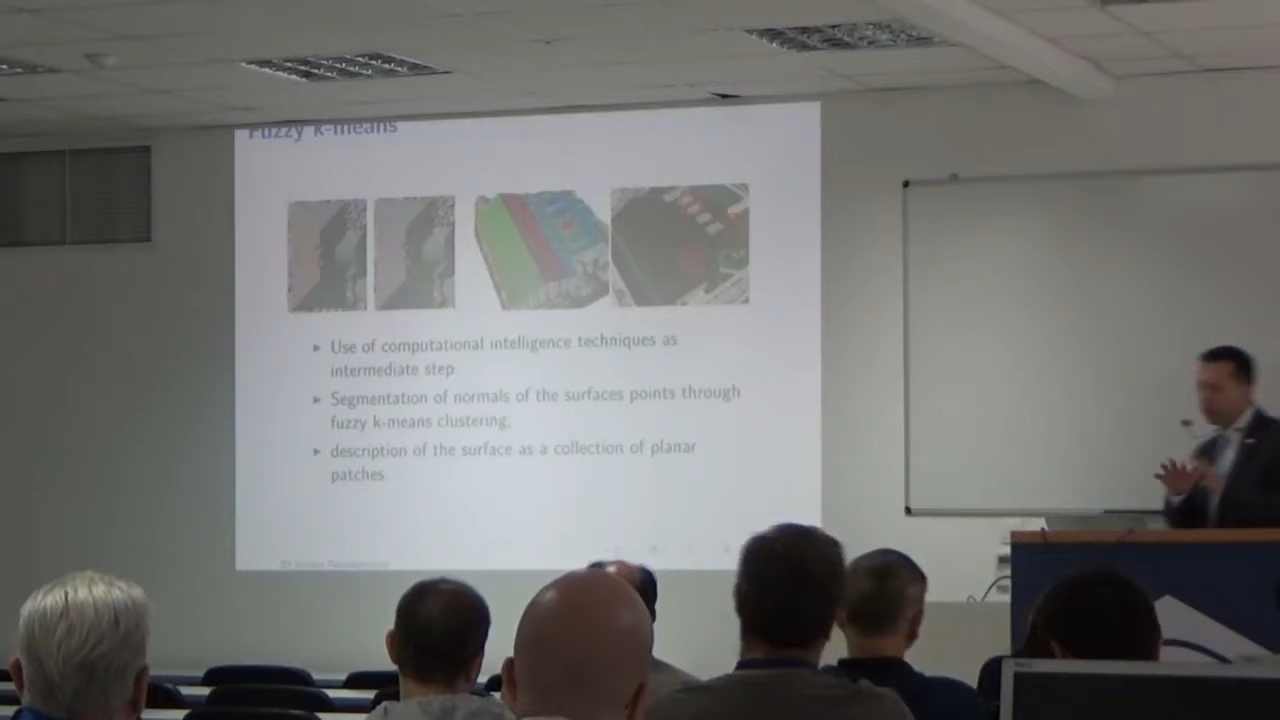 Fuzzy k-means
▸ Use of computational intelligence techniques as
intermediate step
▸ Segmentation of normals of the surfaces points through
fuzzy k-means clustering;
▸ description of the surface as a collection of planar
patches.